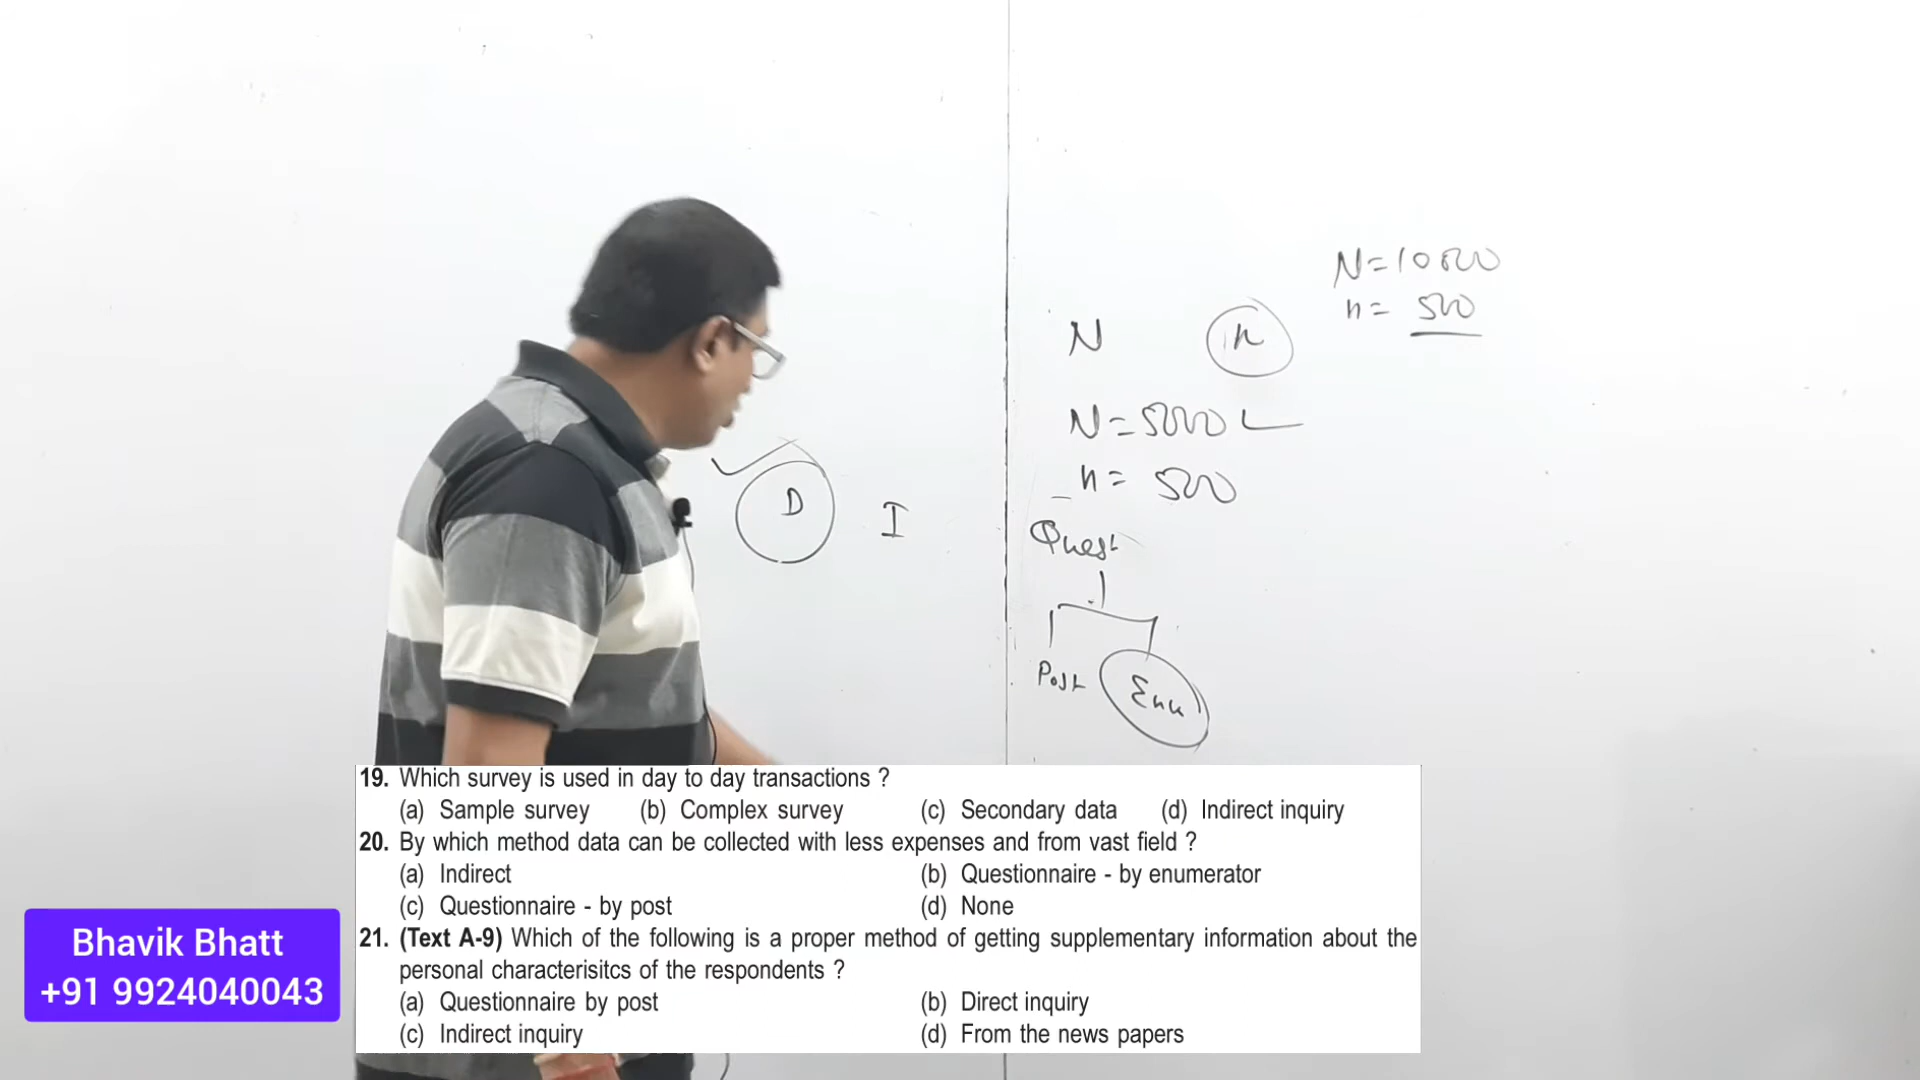 N=10000
n= 500
N n
N=5000
n= 500
D I
Quest
Post Enu
19. Which survey is used in day to day transactions ?
(a) Sample survey (b) Complex survey (c) Secondary data (d) Indirect inquiry
20. By which method data can be collected with less expenses and from vast field ?
(a) Indirect (b) Questionnaire - by enumerator
(c) Questionnaire - by post (d) None
21. (Text A-9) Which of the following is a proper method of getting supplementary information about the
personal characterisitcs of the respondents ?
(a) Questionnaire by post (b) Direct inquiry
(c) Indirect inquiry (d) From the news papers
Bhavik Bhatt
+91 9924040043